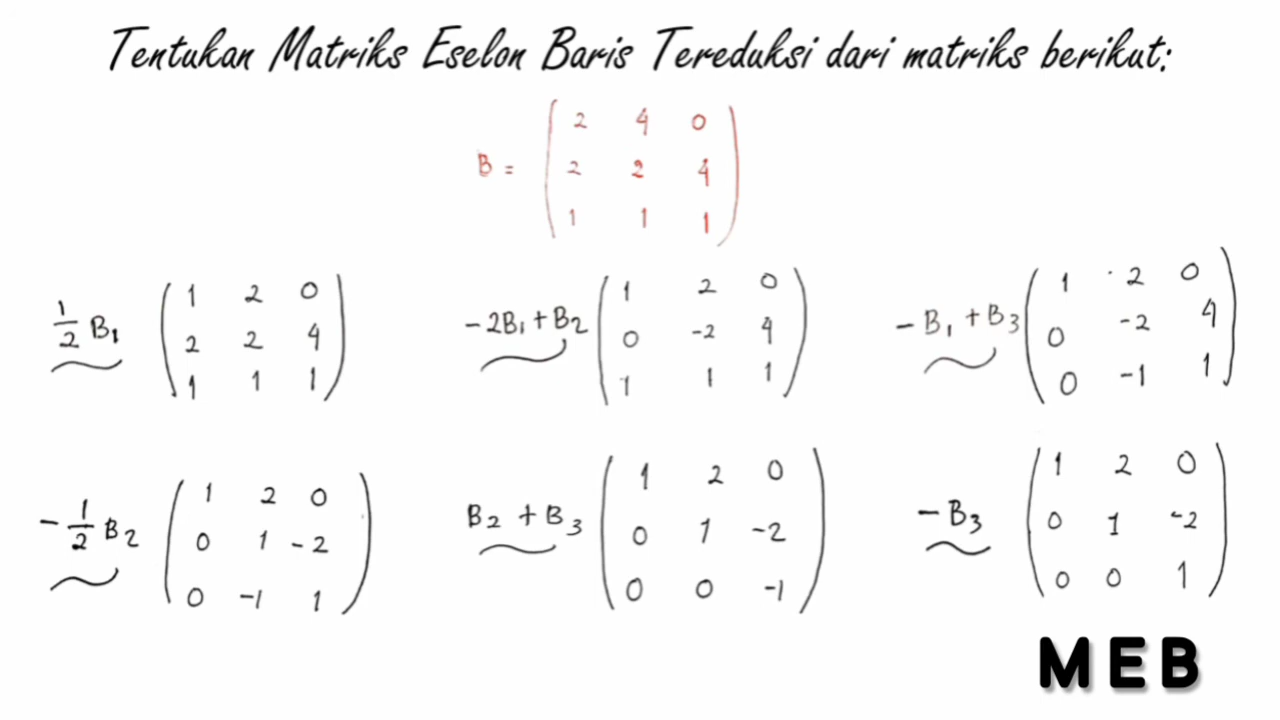 Tentukan Matriks Eselon Baris Tereduksi dari matriks berikut:
2 4 0
B = 2 2 4
1 1 1
1 2 0
1/2 B₁ 2 2 4
1 1 1
1 2 0
-2B₁ + B₂ 0 -2 4
1 1 1
1 2 0
-B₁ + B₃ 0 -2 4
0 -1 1
1 2 0
-1/2 B₂ 0 1 -2
0 -1 1
1 2 0
B₂ + B₃ 0 1 -2
0 0 -1
1 2 0
-B₃ 0 1 -2
0 0 1
MEB